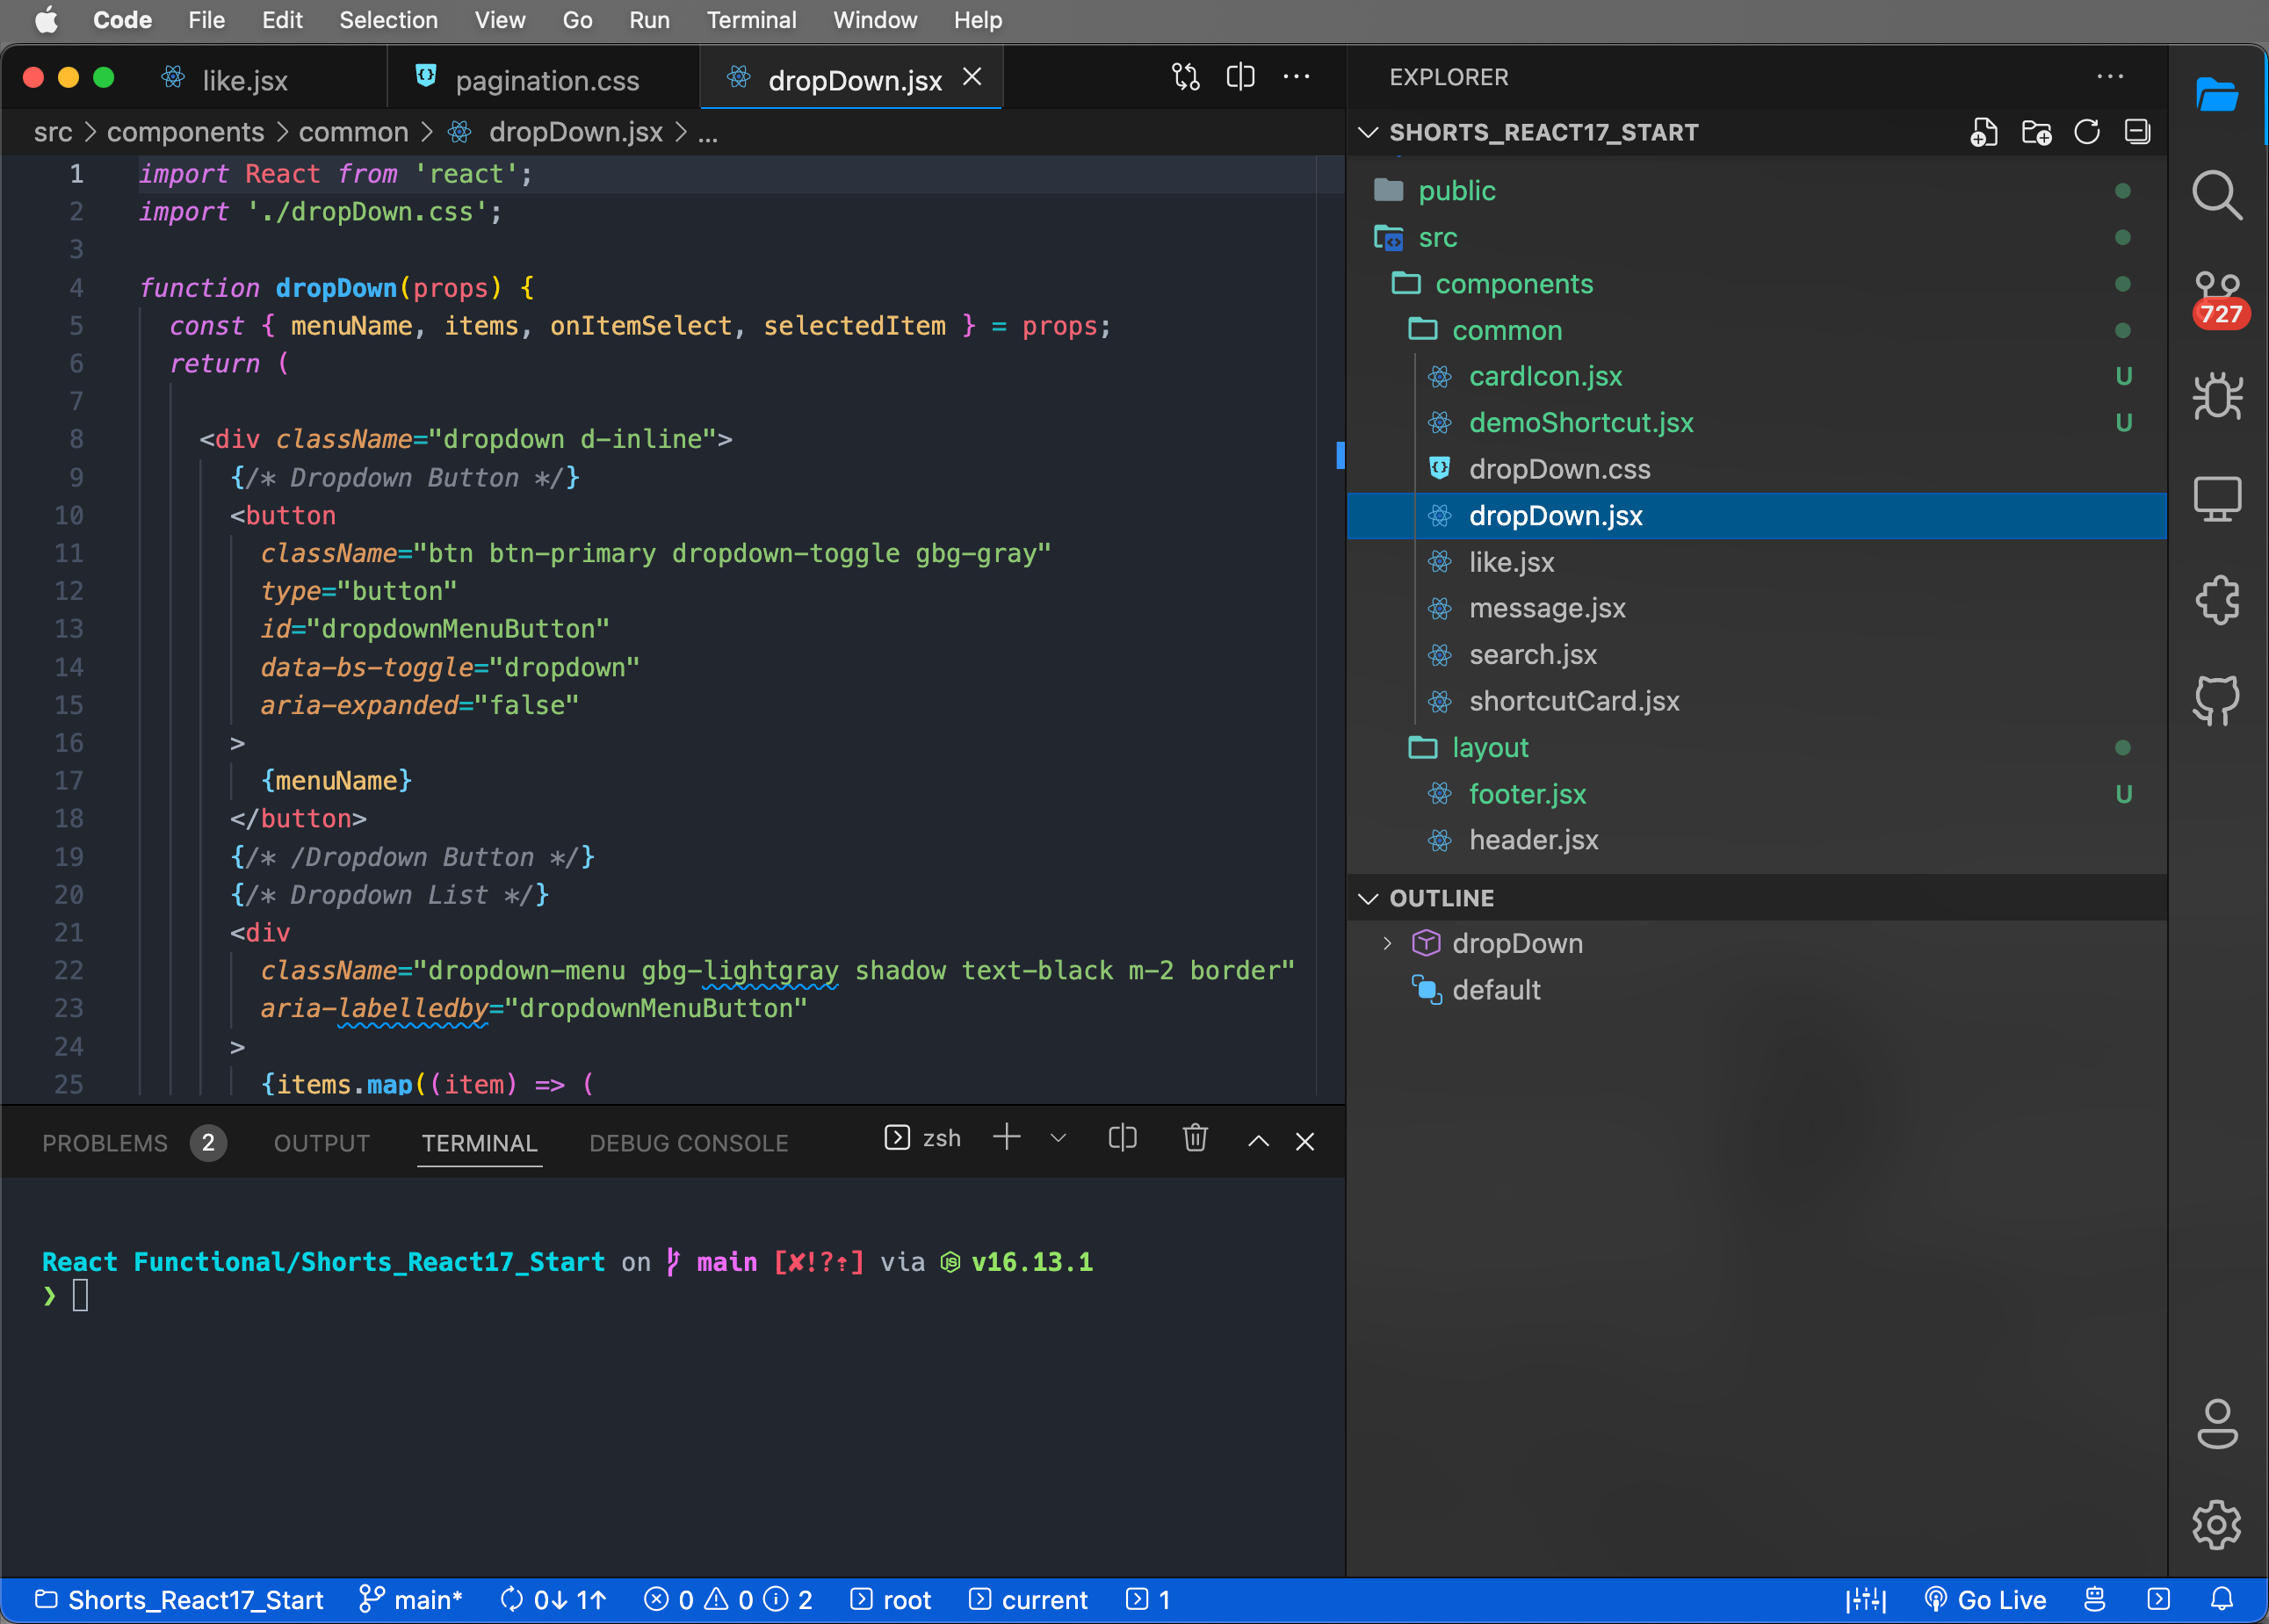 Code File Edit Selection View Go Run Terminal Window Help
like.jsx pagination.css dropDown.jsx
src > components > common > dropDown.jsx > ...
1 import React from 'react';
2 import './dropDown.css';
3
4 function dropDown(props) {
5 const { menuName, items, onItemSelect, selectedItem } = props;
6 return (
7
8 <div className="dropdown d-inline">
9 {/* Dropdown Button */}
10 <button
11 className="btn btn-primary dropdown-toggle gbg-gray"
12 type="button"
13 id="dropdownMenuButton"
14 data-bs-toggle="dropdown"
15 aria-expanded="false"
16 >
17 {menuName}
18 </button>
19 {/* /Dropdown Button */}
20 {/* Dropdown List */}
21 <div
22 className="dropdown-menu gbg-lightgray shadow text-black m-2 border"
23 aria-labelledby="dropdownMenuButton"
24 >
25 {items.map((item) => (
PROBLEMS 2 OUTPUT TERMINAL DEBUG CONSOLE zsh
React Functional/Shorts_React17_Start on main [✘!?⇡] via v16.13.1
❯
EXPLORER
SHORTS_REACT17_START
public
src
components
common
cardIcon.jsx U
demoShortcut.jsx U
dropDown.css
dropDown.jsx
like.jsx
message.jsx
search.jsx
shortcutCard.jsx
layout
footer.jsx U
header.jsx
OUTLINE
dropDown
default
727
Shorts_React17_Start main* 0↓ 1↑ 0 0 2 root current 1 Go Live